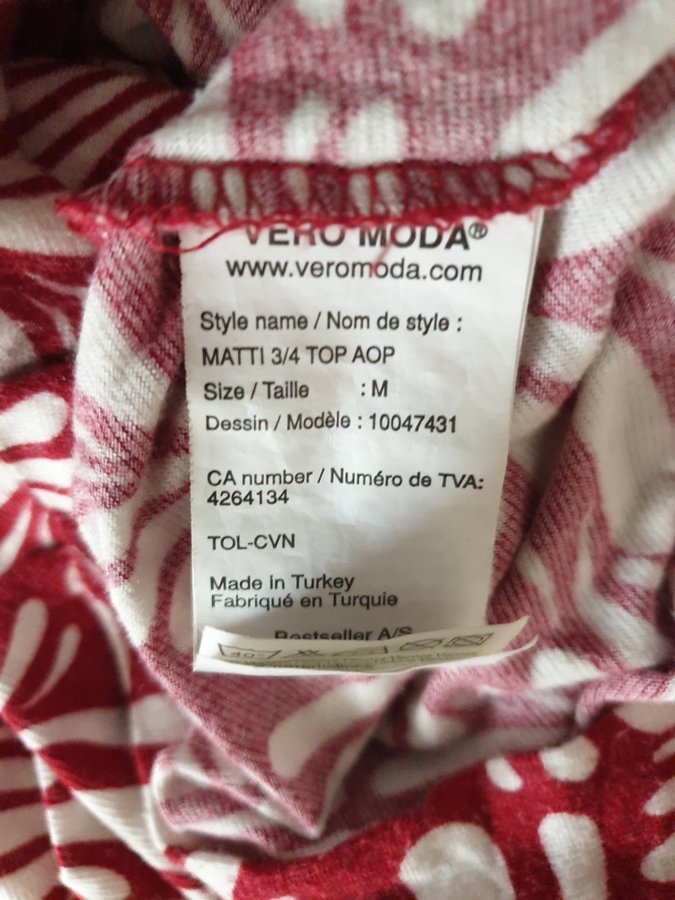 VERO MODA®
www.veromoda.com
Style name / Nom de style :
MATTI 3/4 TOP AOP
Size / Taille : M
Dessin / Modèle : 10047431
CA number / Numéro de TVA:
4264134
TOL-CVN
Made in Turkey
Fabriqué en Turquie
Bestseller A/S
40°